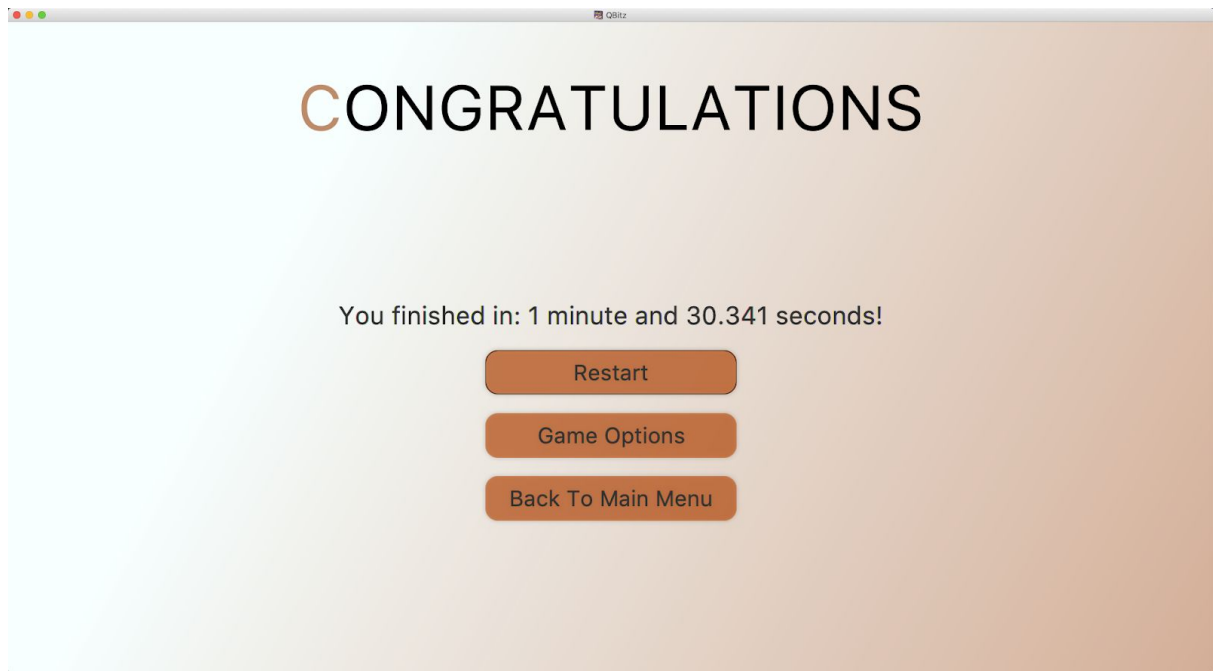 QBitz
CONGRATULATIONS
You finished in: 1 minute and 30.341 seconds!
Restart
Game Options
Back To Main Menu